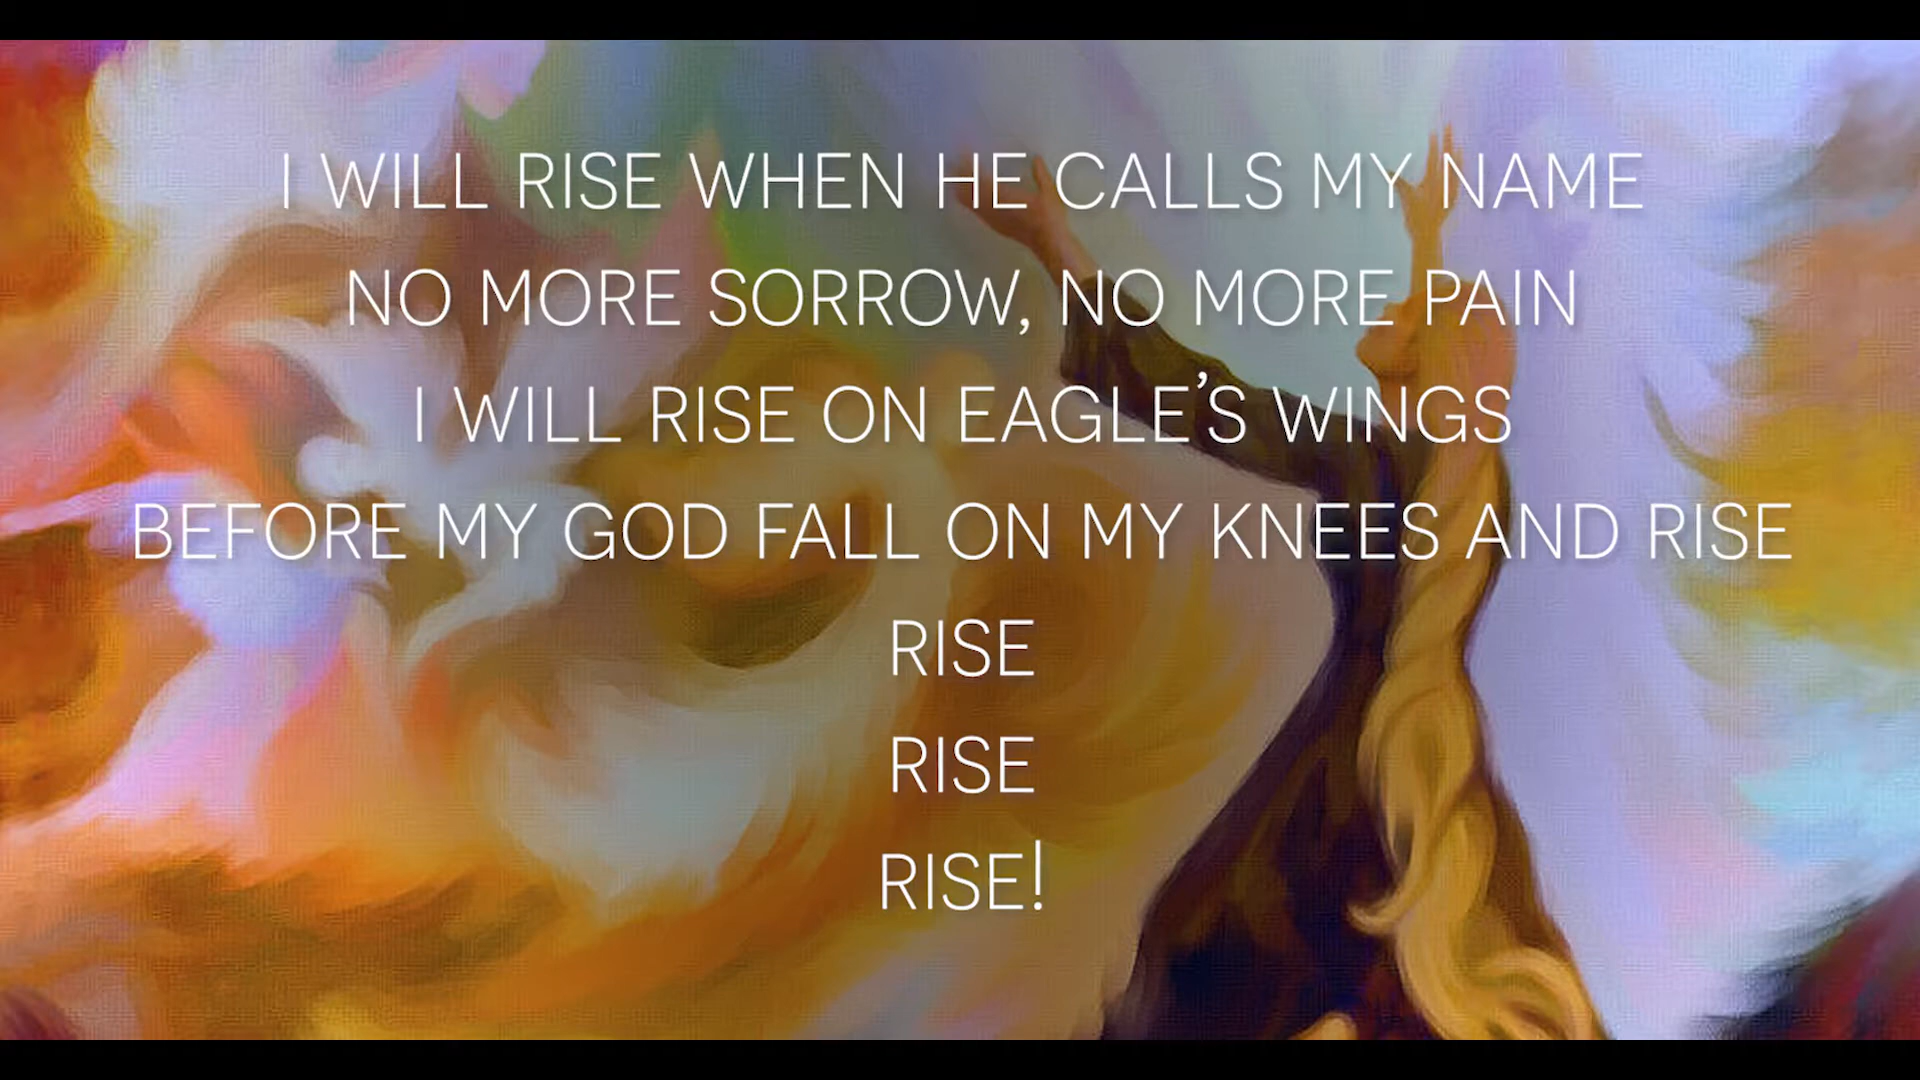 I WILL RISE WHEN HE CALLS MY NAME
NO MORE SORROW, NO MORE PAIN
I WILL RISE ON EAGLE’S WINGS
BEFORE MY GOD FALL ON MY KNEES AND RISE
RISE
RISE
RISE!